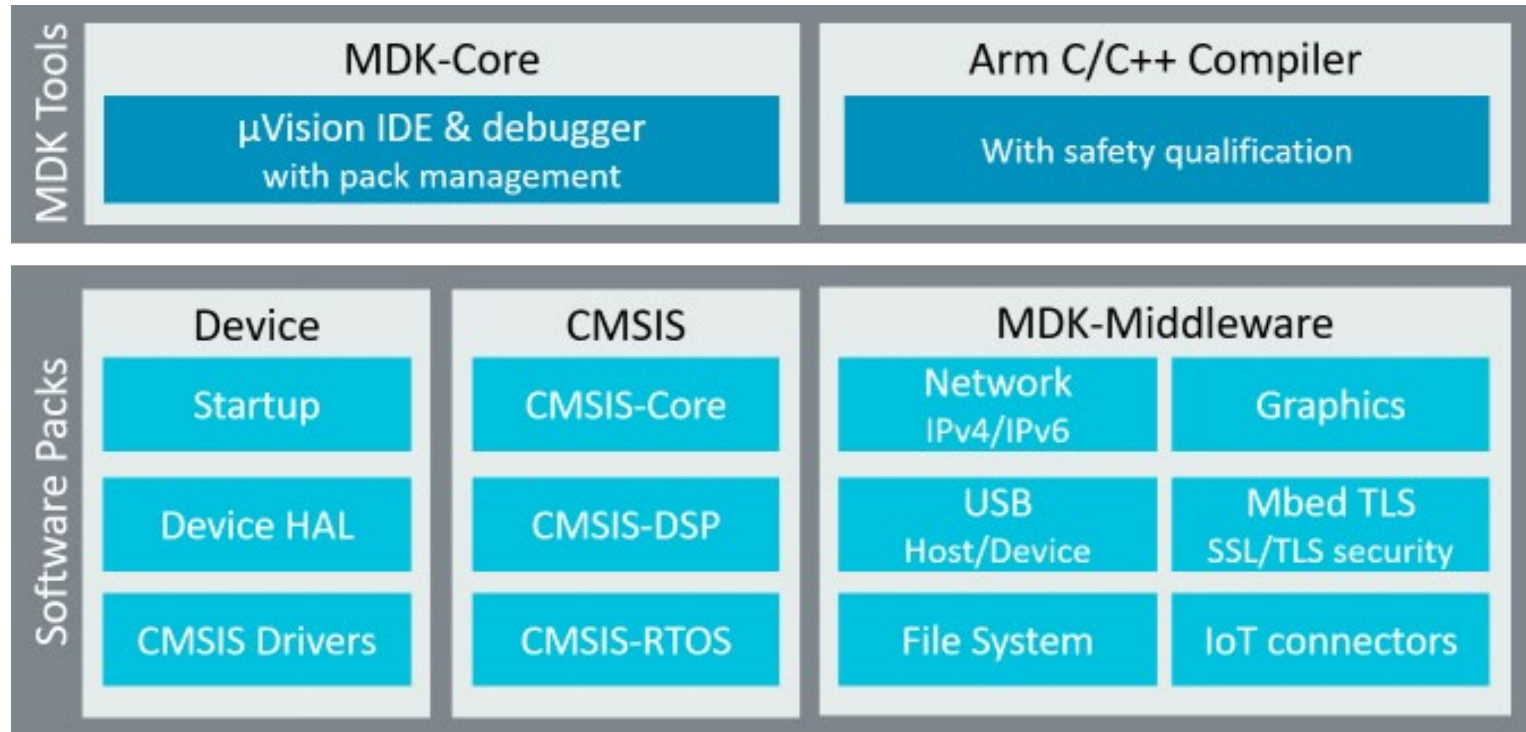 MDK Tools
MDK-Core
µVision IDE & debugger
with pack management
Arm C/C++ Compiler
With safety qualification
Software Packs
Device
Startup
Device HAL
CMSIS Drivers
CMSIS
CMSIS-Core
CMSIS-DSP
CMSIS-RTOS
MDK-Middleware
Network
IPv4/IPv6
Graphics
USB
Host/Device
Mbed TLS
SSL/TLS security
File System
IoT connectors